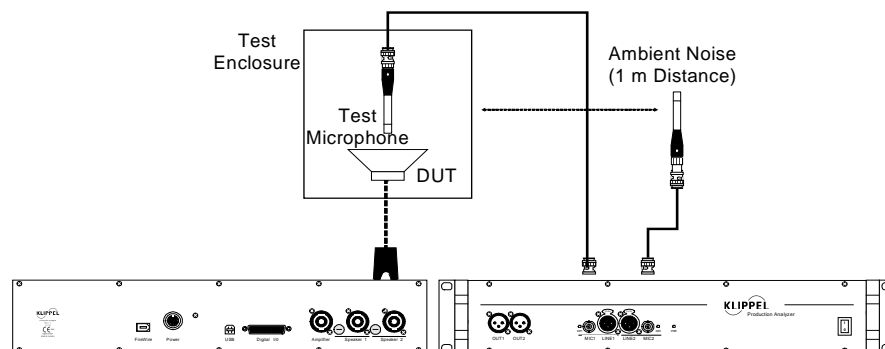 Test
Enclosure
Ambient Noise
(1 m Distance)
Test
Microphone
DUT
KLIPPEL
KLIPPEL
Production Analyzer
FireWire
Power
USB
Digital I/O
Amplifier
Speaker 1
Speaker 2
OUT1
OUT2
MIC1
LINE1
LINE2
MIC2